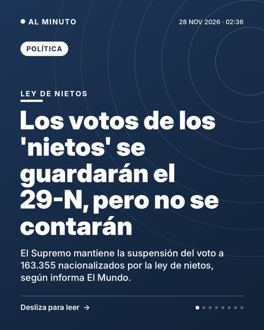 AL MINUTO
28 NOV 2026 · 02:36
POLÍTICA
LEY DE NIETOS
Los votos de los
'nietos' se
guardarán el
29-N, pero no se
contarán
El Supremo mantiene la suspensión del voto a
163.355 nacionalizados por la ley de nietos,
según informa El Mundo.
Desliza para leer →